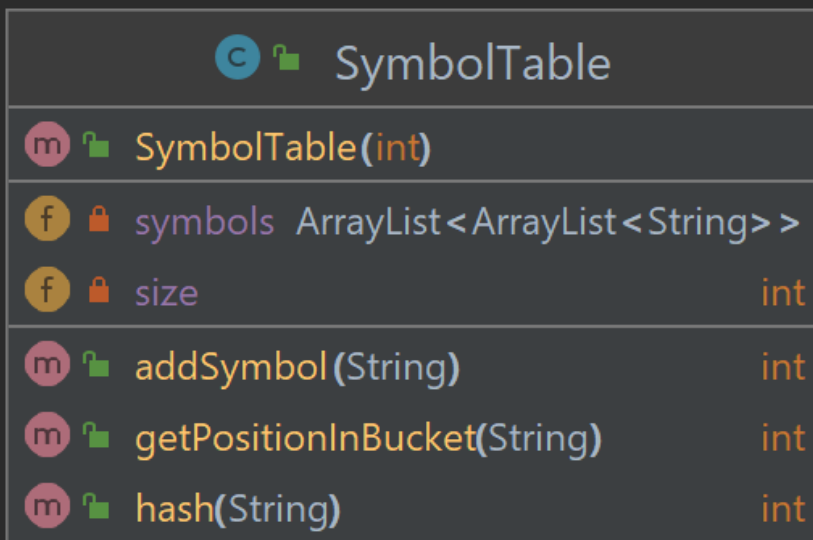 C SymbolTable
m SymbolTable(int)
f symbols ArrayList<ArrayList<String>>
f size int
m addSymbol(String) int
m getPositionInBucket(String) int
m hash(String) int